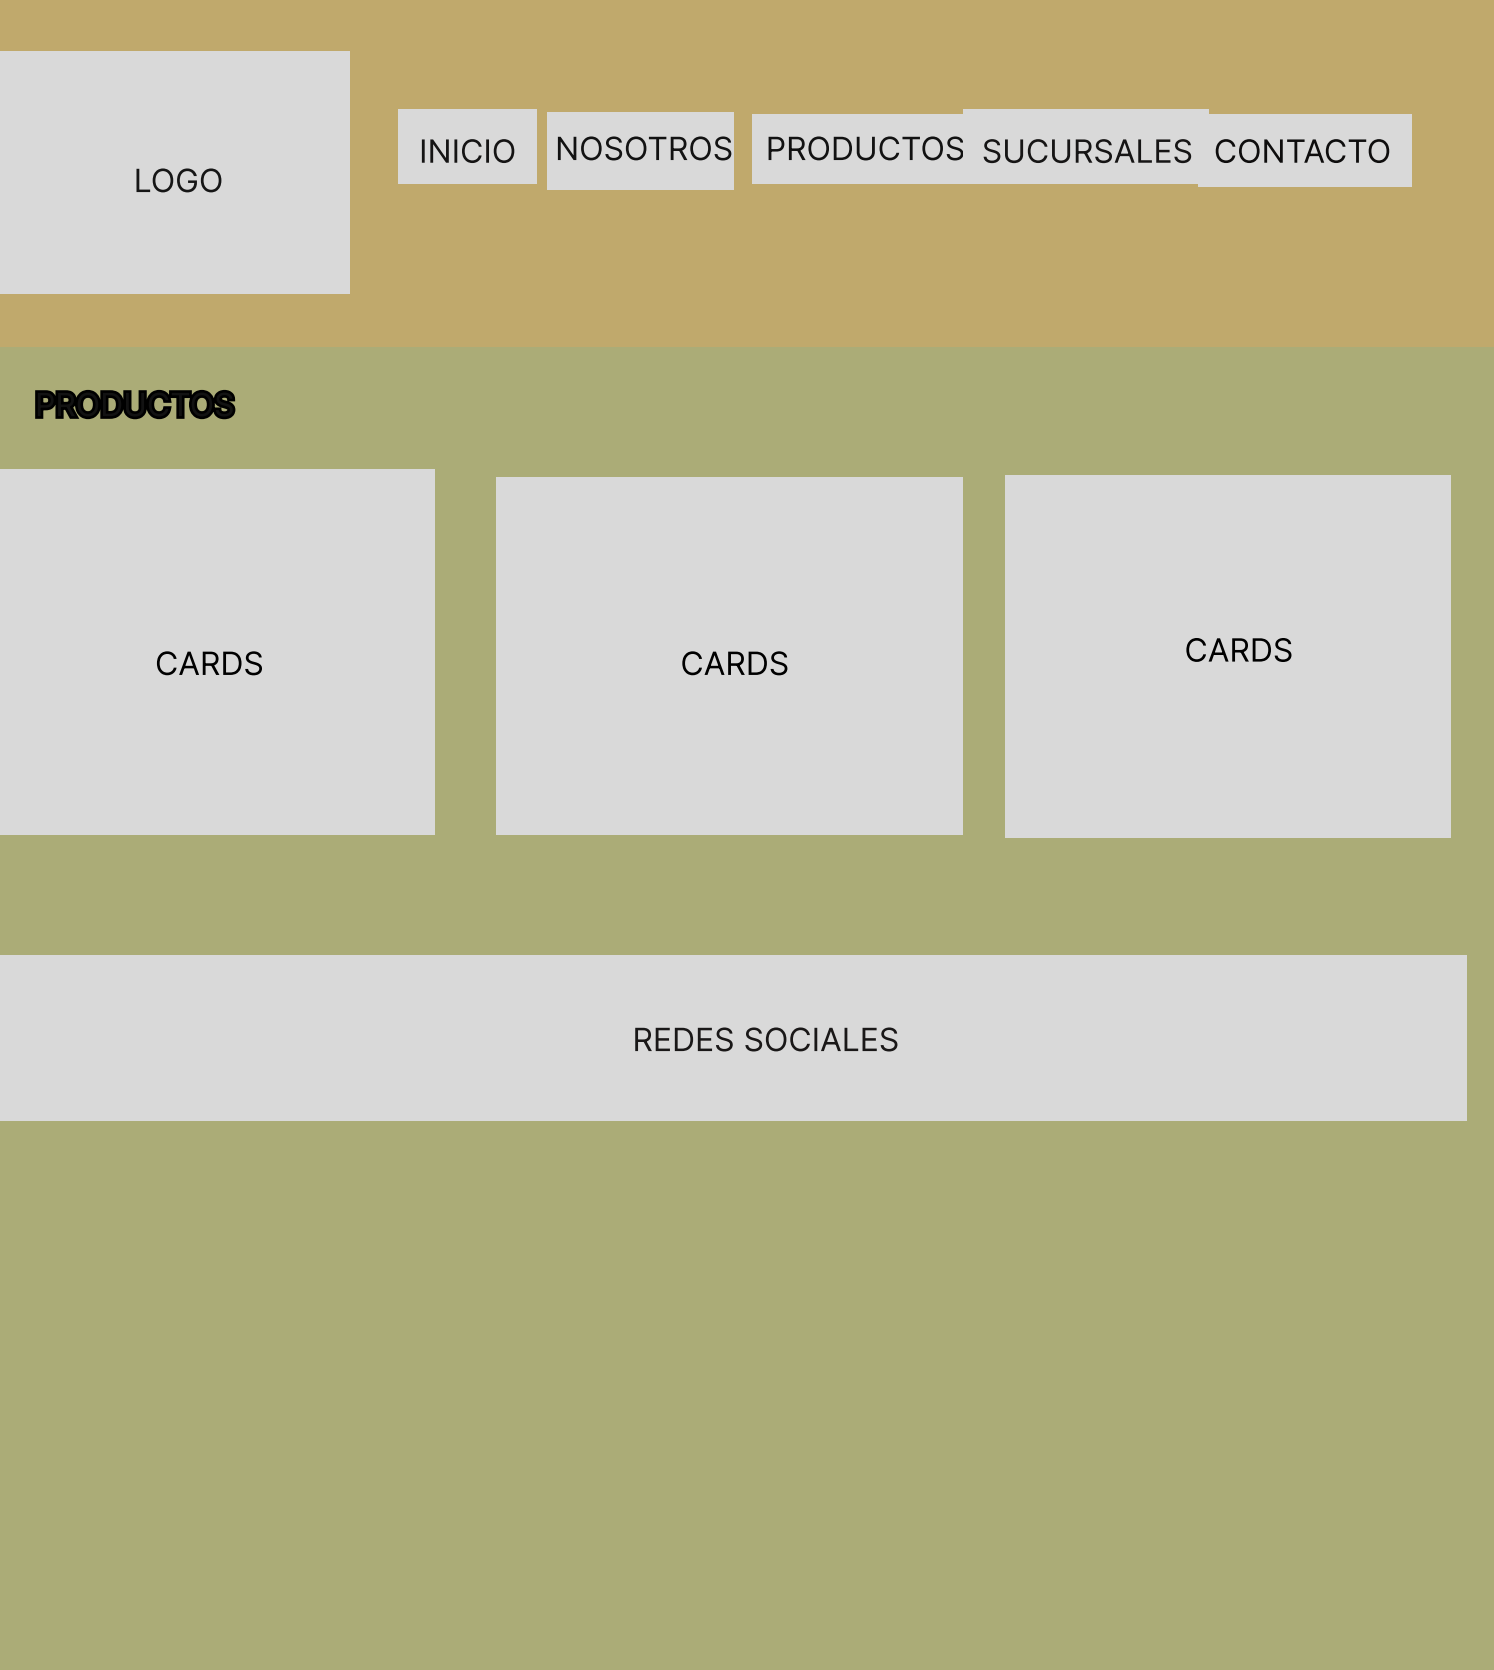 LOGO
INICIO
NOSOTROS
PRODUCTOS
SUCURSALES
CONTACTO
PRODUCTOS
CARDS
CARDS
CARDS
REDES SOCIALES